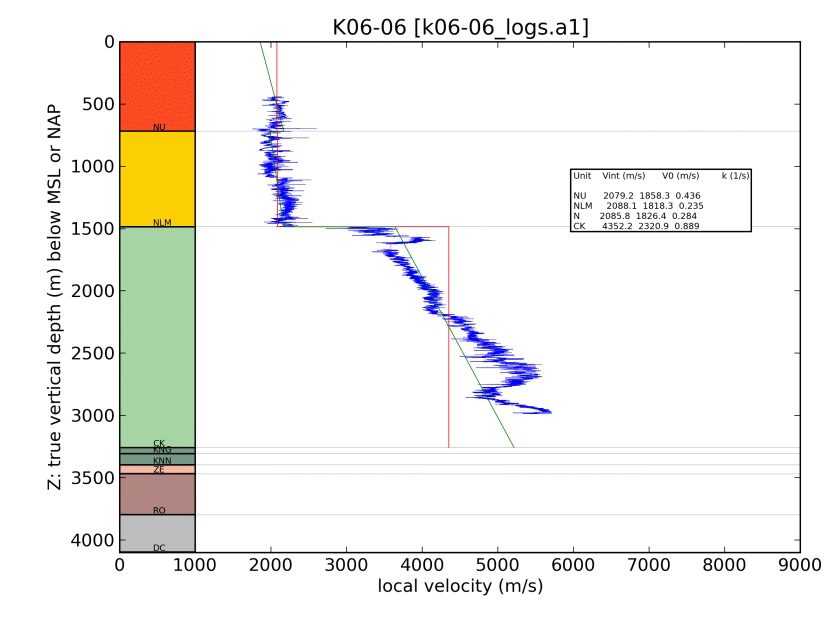 K06-06 [k06-06_logs.a1]
0
500
1000
1500
2000
2500
3000
3500
4000
Z: true vertical depth (m) below MSL or NAP
NU
NLM
CK
KNG
KNN
ZE
RO
DC
Unit Vint (m/s) V0 (m/s) k (1/s)
NU 2079.2 1858.3 0.436
NLM 2088.1 1818.3 0.235
N 2085.8 1826.4 0.284
CK 4352.2 2320.9 0.889
0 1000 2000 3000 4000 5000 6000 7000 8000 9000
local velocity (m/s)